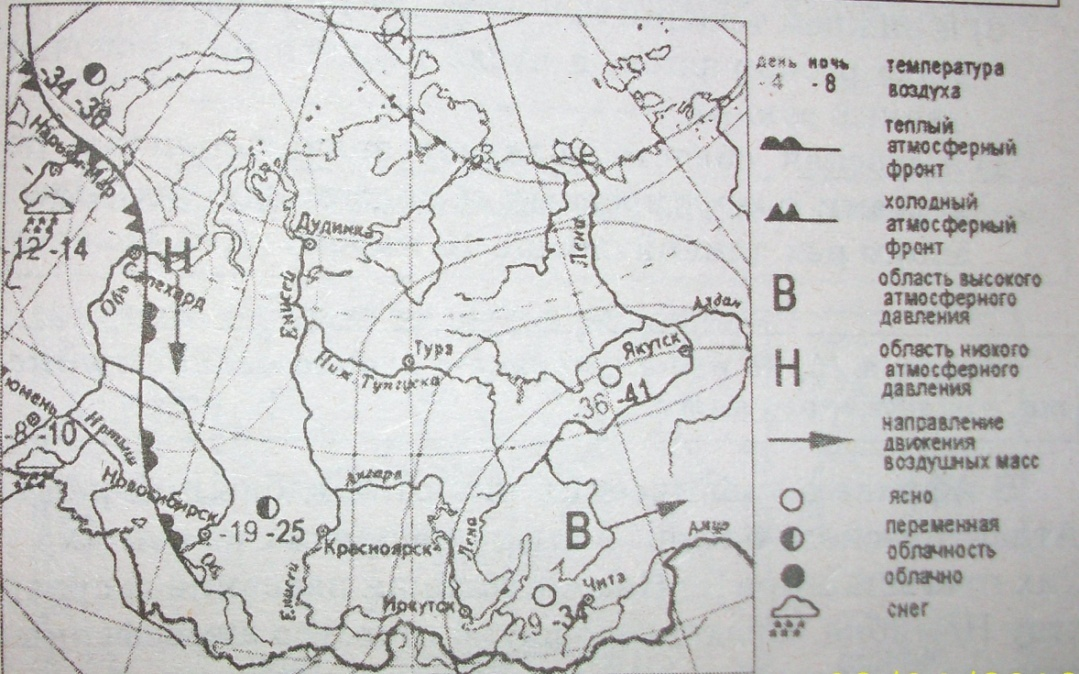 -34 -38
Нарьян-Мар
-12 -14
Н
Салехард
Обь
Дудинка
Енисей
Лена
Алдан
Якутск
-36 -41
Тура
Ниж. Тунгуска
Тюмень
-8 -10
Иртыш
Новосибирск
-19 -25
Обь
Ангара
Красноярск
Енисей
Лена
В
Амур
Иркутск
Чита
-29 -34
день ночь
-4 -8
температура
воздуха
теплый
атмосферный
фронт
холодный
атмосферный
фронт
В
область высокого
атмосферного
давления
Н
область низкого
атмосферного
давления
направление
движения
воздушных масс
ясно
переменная
облачность
облачно
снег